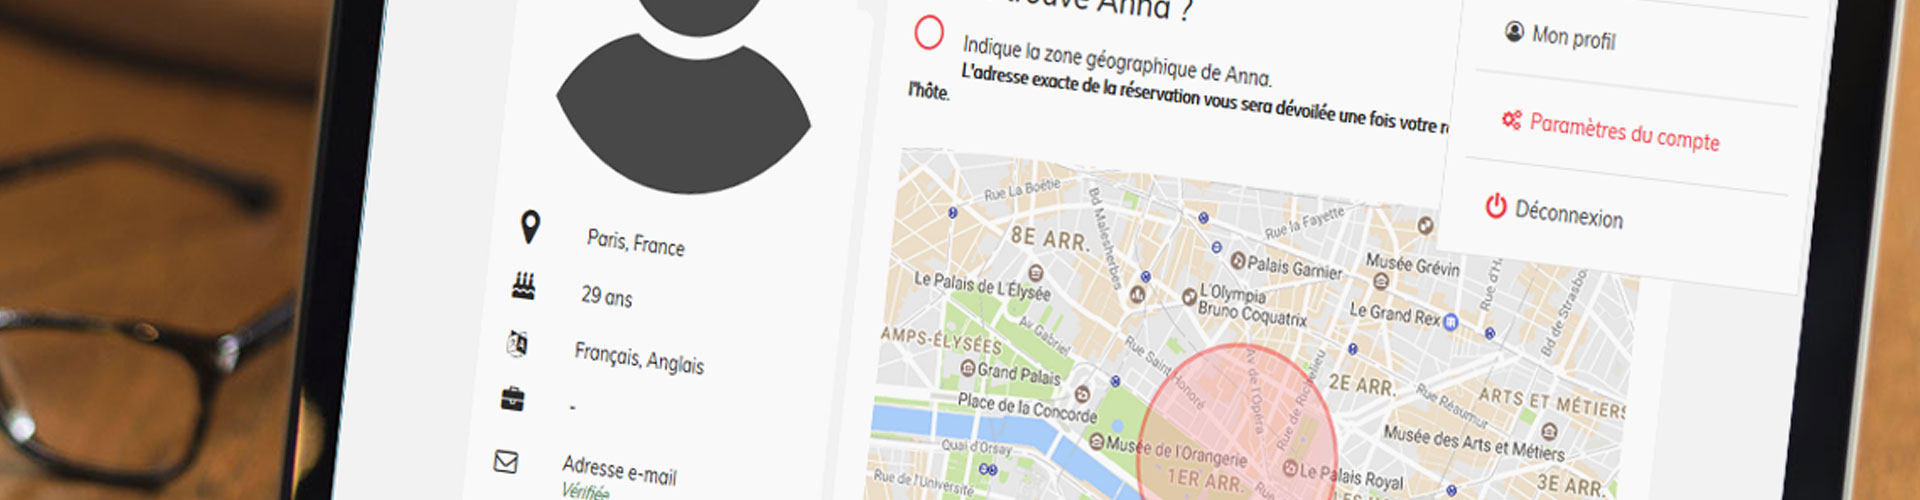 Paris, France
29 ans
Français, Anglais
-
Adresse e-mail
Vérifiée
Anna ?
Indique la zone géographique de Anna.
L'adresse exacte de la réservation vous sera dévoilée une fois votre
l'hôte.
Mon profil
Paramètres du compte
Déconnexion
Rue La Boétie
Bd Malesherbes
Rue la Fayette
8E ARR.
Palais Garnier
Musée Grévin
Le Palais de L'Élysée
L'Olympia
Bruno Coquatrix
Le Grand Rex
Rue d'H
Bd de Strasbo
Av Gabriel
AMPS-ÉLYSÉES
Rue Saint Honoré
Av de l'Opéra
Rue de Richelieu
Grand Palais
2E ARR.
Rue Réaumur
ARTS ET MÉTIERS
Place de la Concorde
Musée des Arts et Métiers
Quai d'Orsay
Musée de l'Orangerie
1ER ARR.
Le Palais Royal
Rue de l'Université
3E ARR.